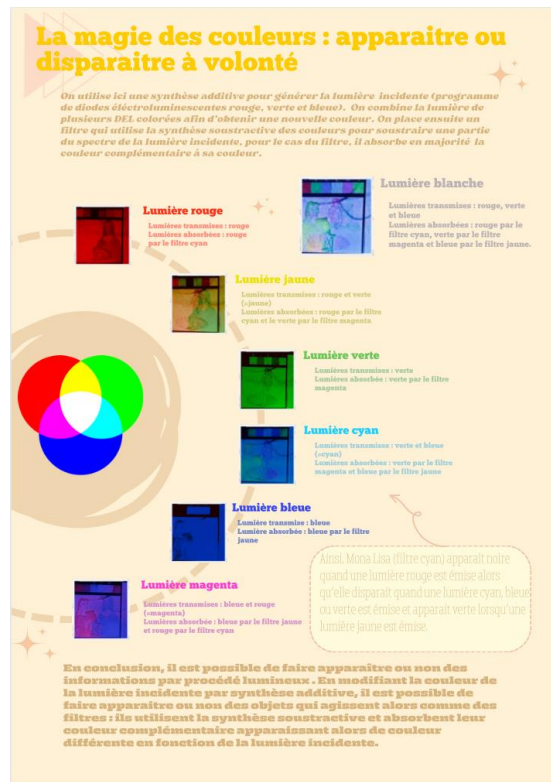 La magie des couleurs : apparaitre ou
disparaitre à volonté
On utilise ici une synthèse additive pour générer la lumière incidente (programme
de diodes éléctroluminescentes rouge, verte et bleue). On combine la lumière de
plusieurs DEL colorées afin d'obtenir une nouvelle couleur. On place ensuite un
filtre qui utilise la synthèse soustractive des couleurs pour soustraire une partie
du spectre de la lumière incidente, pour le cas du filtre, il absorbe en majorité la
couleur complémentaire à sa couleur.
Lumière blanche
Lumières transmises : rouge, verte
et bleue
Lumières absorbées : rouge par le
filtre cyan, verte par le filtre
magenta et bleue par le filtre jaune.
Lumière rouge
Lumières transmises : rouge
Lumières absorbées : rouge
par le filtre cyan
Lumière jaune
Lumières transmises : rouge et verte
(=jaune)
Lumières absorbées : rouge par le filtre
cyan et le verte par le filtre magenta
Lumière verte
Lumières transmises : verte
Lumières absorbée : verte par le filtre
magenta
Lumière cyan
Lumières transmises : verte et bleue
(=cyan)
Lumières absorbées : verte par le filtre
magenta et bleue par le filtre jaune
Lumière bleue
Lumière transmise : bleue
Lumière absorbée : bleue par le filtre
jaune
Lumière magenta
Lumières transmises : bleue et rouge
(=magenta)
Lumières absorbée : bleue par le filtre jaune
et rouge par le filtre cyan
Ainsi, Mona Lisa (filtre cyan) apparait noire
quand une lumière rouge est émise alors
qu'elle disparait quand une lumière cyan, bleue
ou verte est émise et apparait verte lorsqu'une
lumière jaune est émise.
En conclusion, il est possible de faire apparaître ou non des
informations par procédé lumineux . En modifiant la couleur de
la lumière incidente par synthèse additive, il est possible de
faire apparaitre ou non des objets qui agissent alors comme des
filtres : ils utilisent la synthèse soustractive et absorbent leur
couleur complémentaire apparaissant alors de couleur
différente en fonction de la lumière incidente.